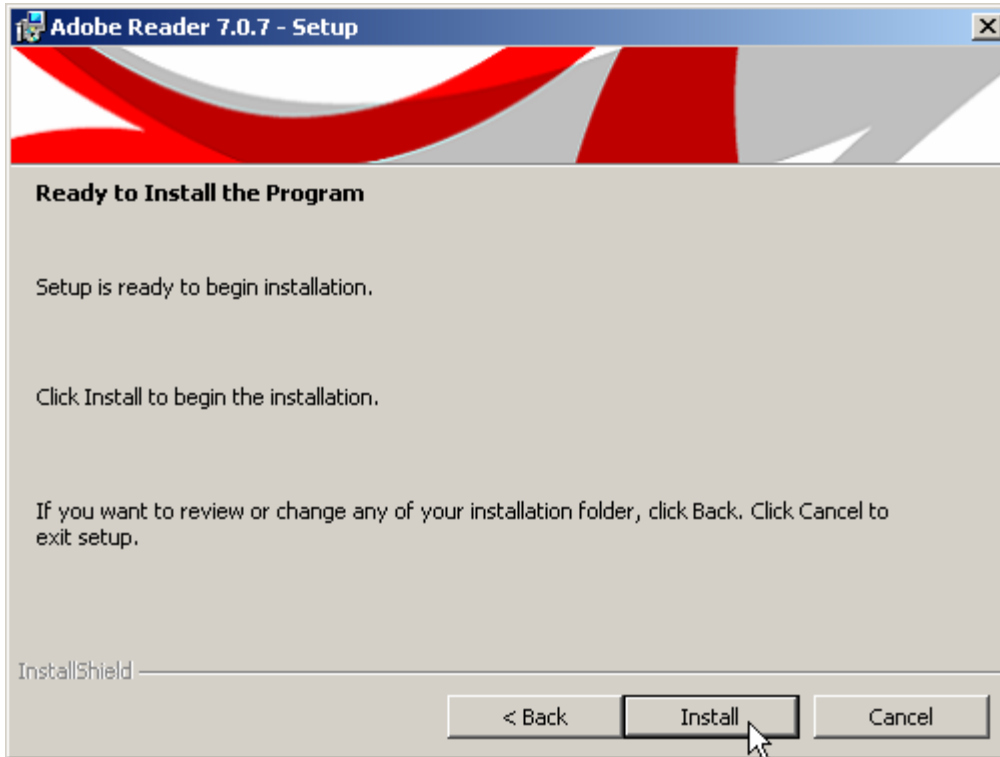 Adobe Reader 7.0.7 - Setup
Ready to Install the Program
Setup is ready to begin installation.
Click Install to begin the installation.
If you want to review or change any of your installation folder, click Back. Click Cancel to
exit setup.
InstallShield
< Back Install Cancel